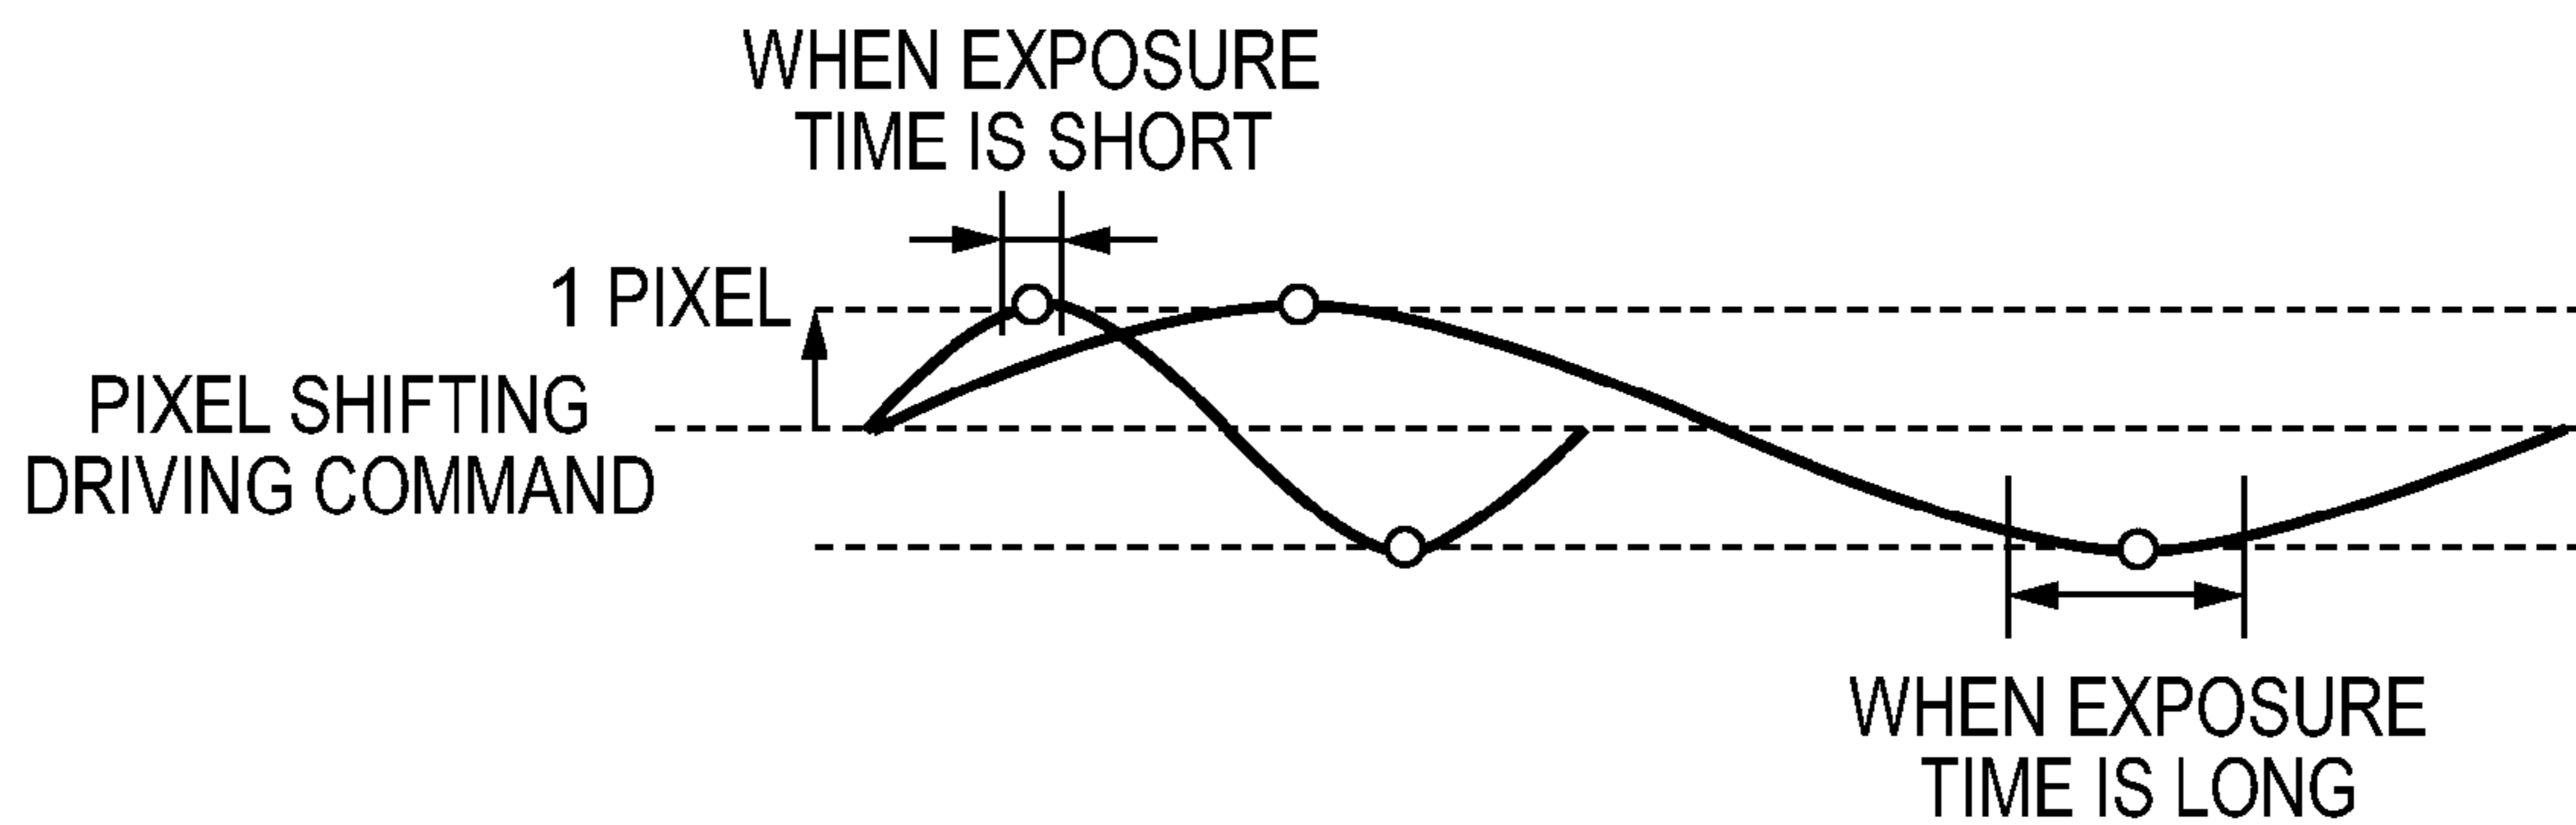 WHEN EXPOSURE
TIME IS SHORT
1 PIXEL
PIXEL SHIFTING
DRIVING COMMAND
WHEN EXPOSURE
TIME IS LONG